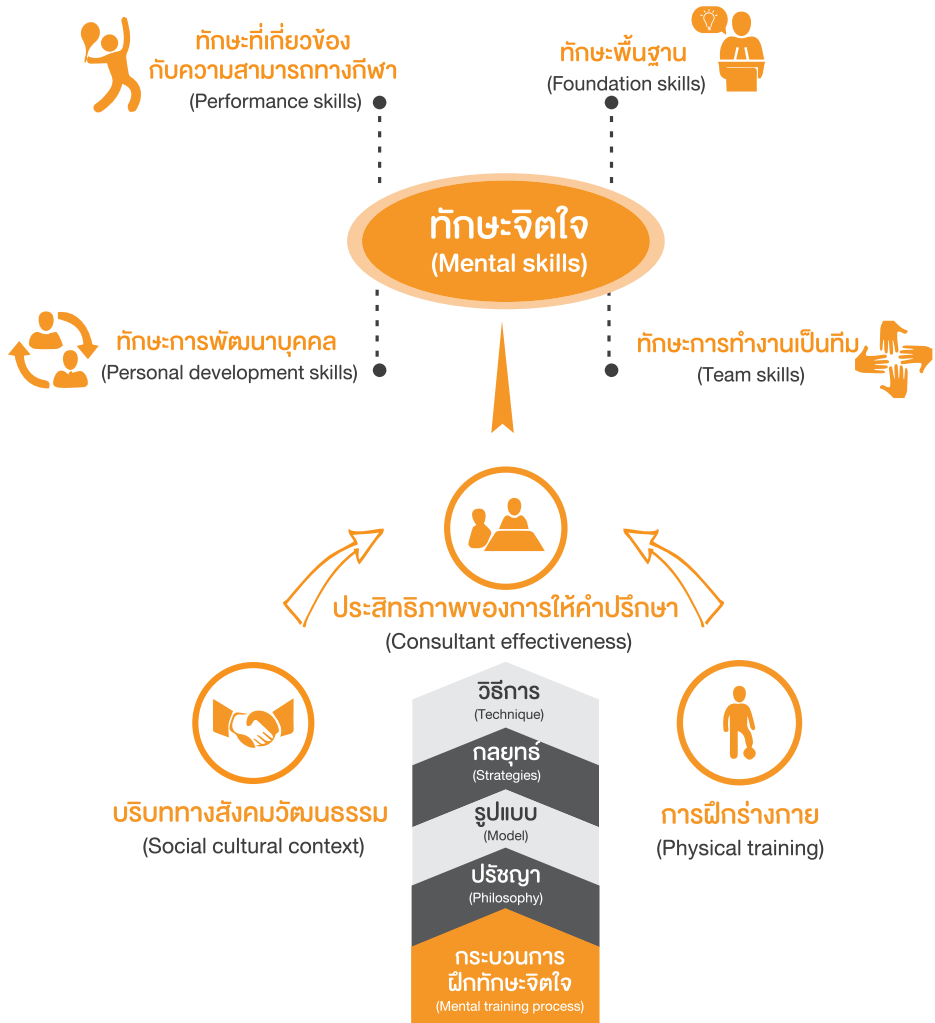 ทักษะที่เกี่ยวข้อง
กับความสามารถทางกีฬา
(Performance skills)
ทักษะพื้นฐาน
(Foundation skills)
ทักษะจิตใจ
(Mental skills)
ทักษะการพัฒนาบุคคล
(Personal development skills)
ทักษะการทำงานเป็นทีม
(Team skills)
ประสิทธิภาพของการให้คำปรึกษา
(Consultant effectiveness)
บริบททางสังคมวัฒนธรรม
(Social cultural context)
การฝึกร่างกาย
(Physical training)
วิธีการ
(Technique)
กลยุทธ์
(Strategies)
รูปแบบ
(Model)
ปรัชญา
(Philosophy)
กระบวนการ
ฝึกทักษะจิตใจ
(Mental training process)